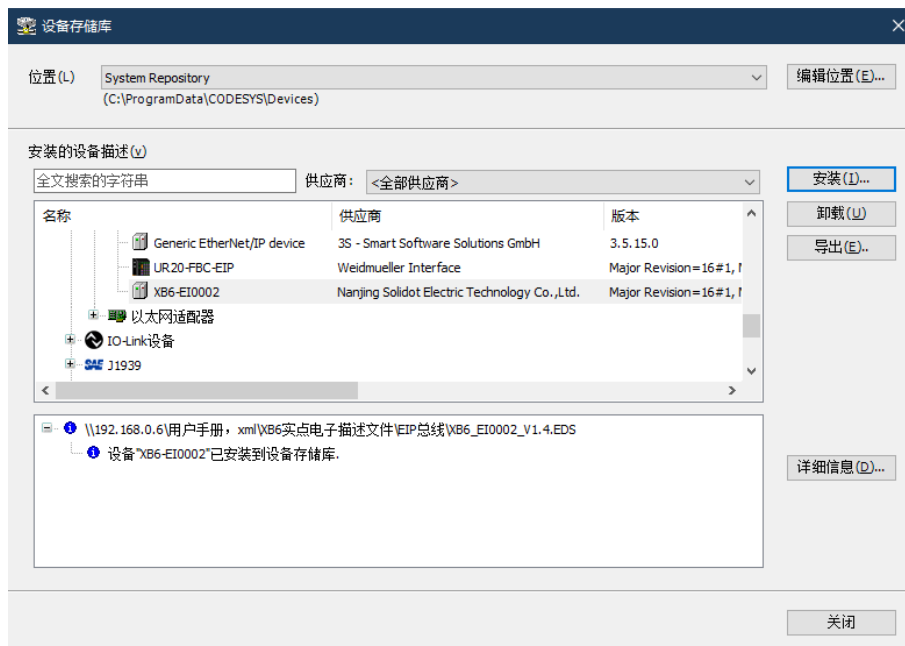 设备存储库
位置(L) System Repository 编辑位置(E)...
(C:\ProgramData\CODESYS\Devices)
安装的设备描述(v)
全文搜索的字符串 供应商: <全部供应商> 安装(I)...
名称 供应商 版本 卸载(U)
Generic EtherNet/IP device 3S - Smart Software Solutions GmbH 3.5.15.0 导出(E)..
UR20-FBC-EIP Weidmueller Interface Major Revision=16#1,
XB6-EI0002 Nanjing Solidot Electric Technology Co.,Ltd. Major Revision=16#1,
以太网适配器
IO-Link设备
SAE J1939
\\192.168.0.6\用户手册，xml\XB6实点电子描述文件\EIP总线\XB6_EI0002_V1.4.EDS
设备"XB6-EI0002"已安装到设备存储库.
详细信息(D)...
关闭